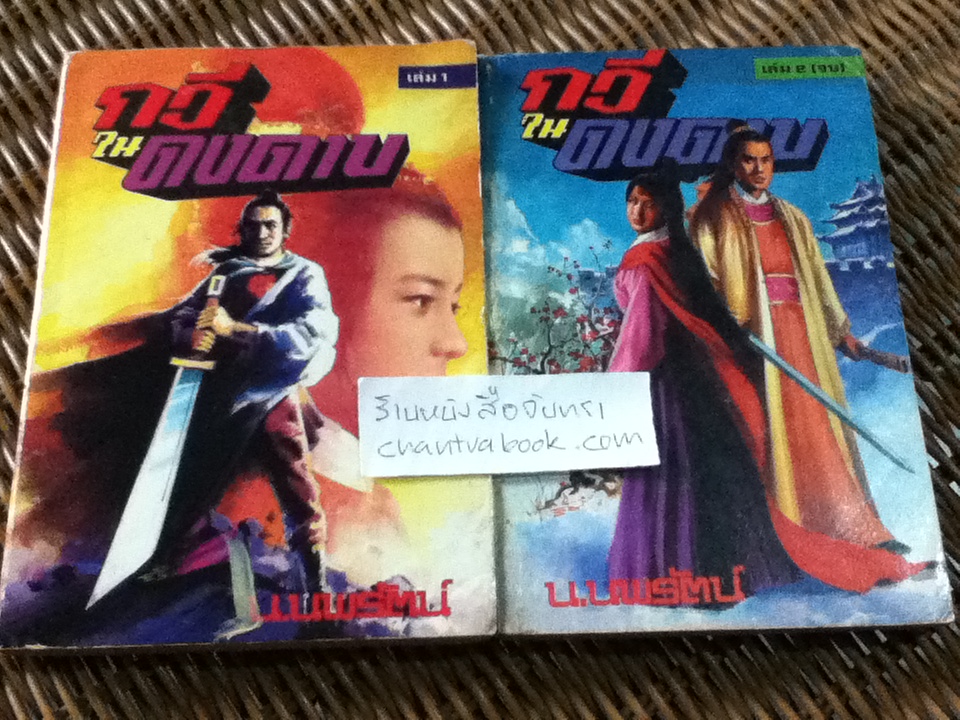 เล่ม 1
กวี
ใน
ดงดาบ
น.นพรัตน์
เล่ม ๒ (จบ)
กวี
ใน
ดงดาบ
น.นพรัตน์
ร้านหนังสือจันทรา
chantrabook.com